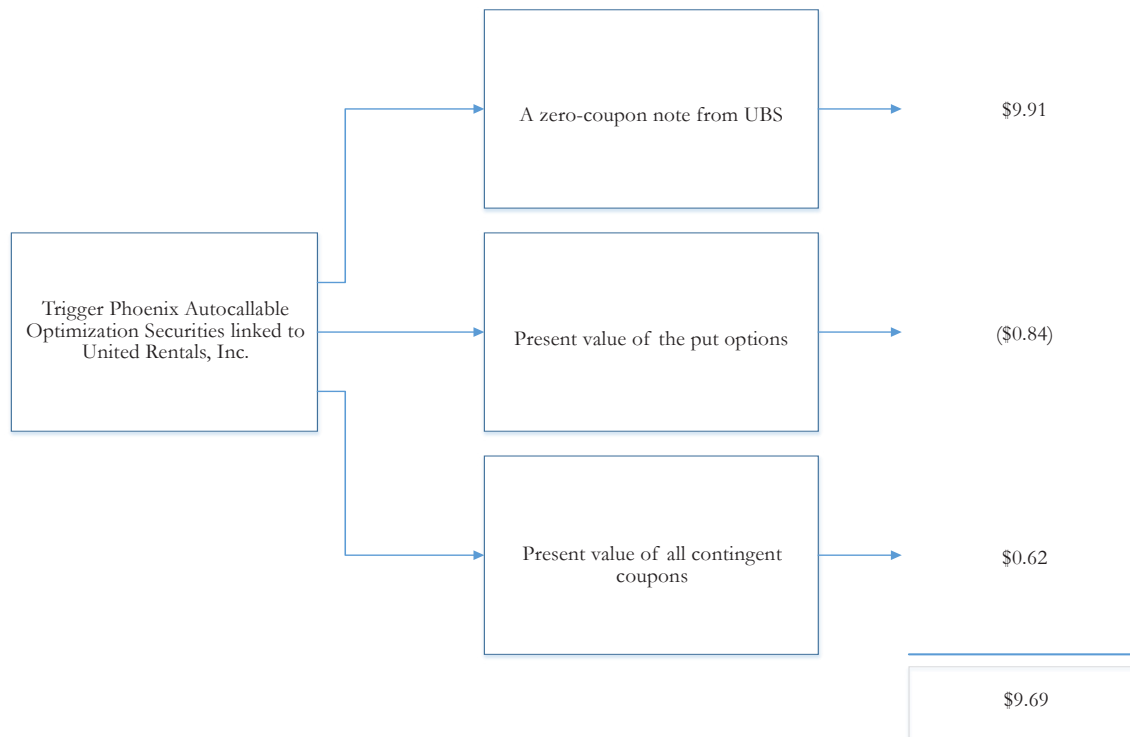 A zero-coupon note from UBS
$9.91
Trigger Phoenix Autocallable
Optimization Securities linked to
United Rentals, Inc.
Present value of the put options
($0.84)
Present value of all contingent
coupons
$0.62
$9.69